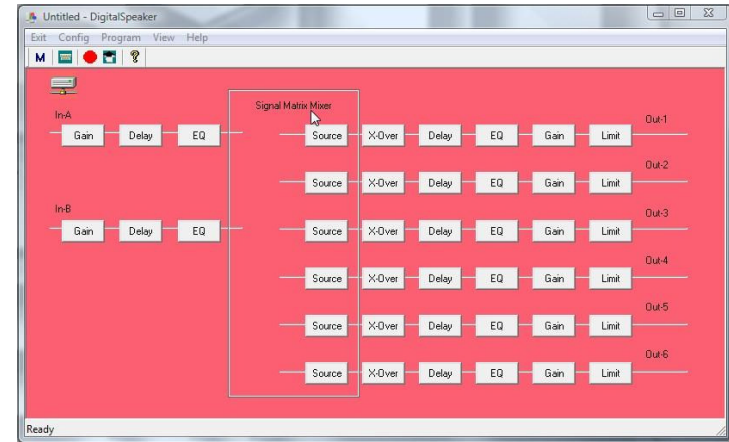 Untitled - DigitalSpeaker
Exit Config Program View Help
M
In-A
Signal Matrix Mixer
Out-1
Gain Delay EQ Source X-Over Delay EQ Gain Limit
Out-2
Source X-Over Delay EQ Gain Limit
In-B
Out-3
Gain Delay EQ Source X-Over Delay EQ Gain Limit
Out-4
Source X-Over Delay EQ Gain Limit
Out-5
Source X-Over Delay EQ Gain Limit
Out-6
Source X-Over Delay EQ Gain Limit
Ready